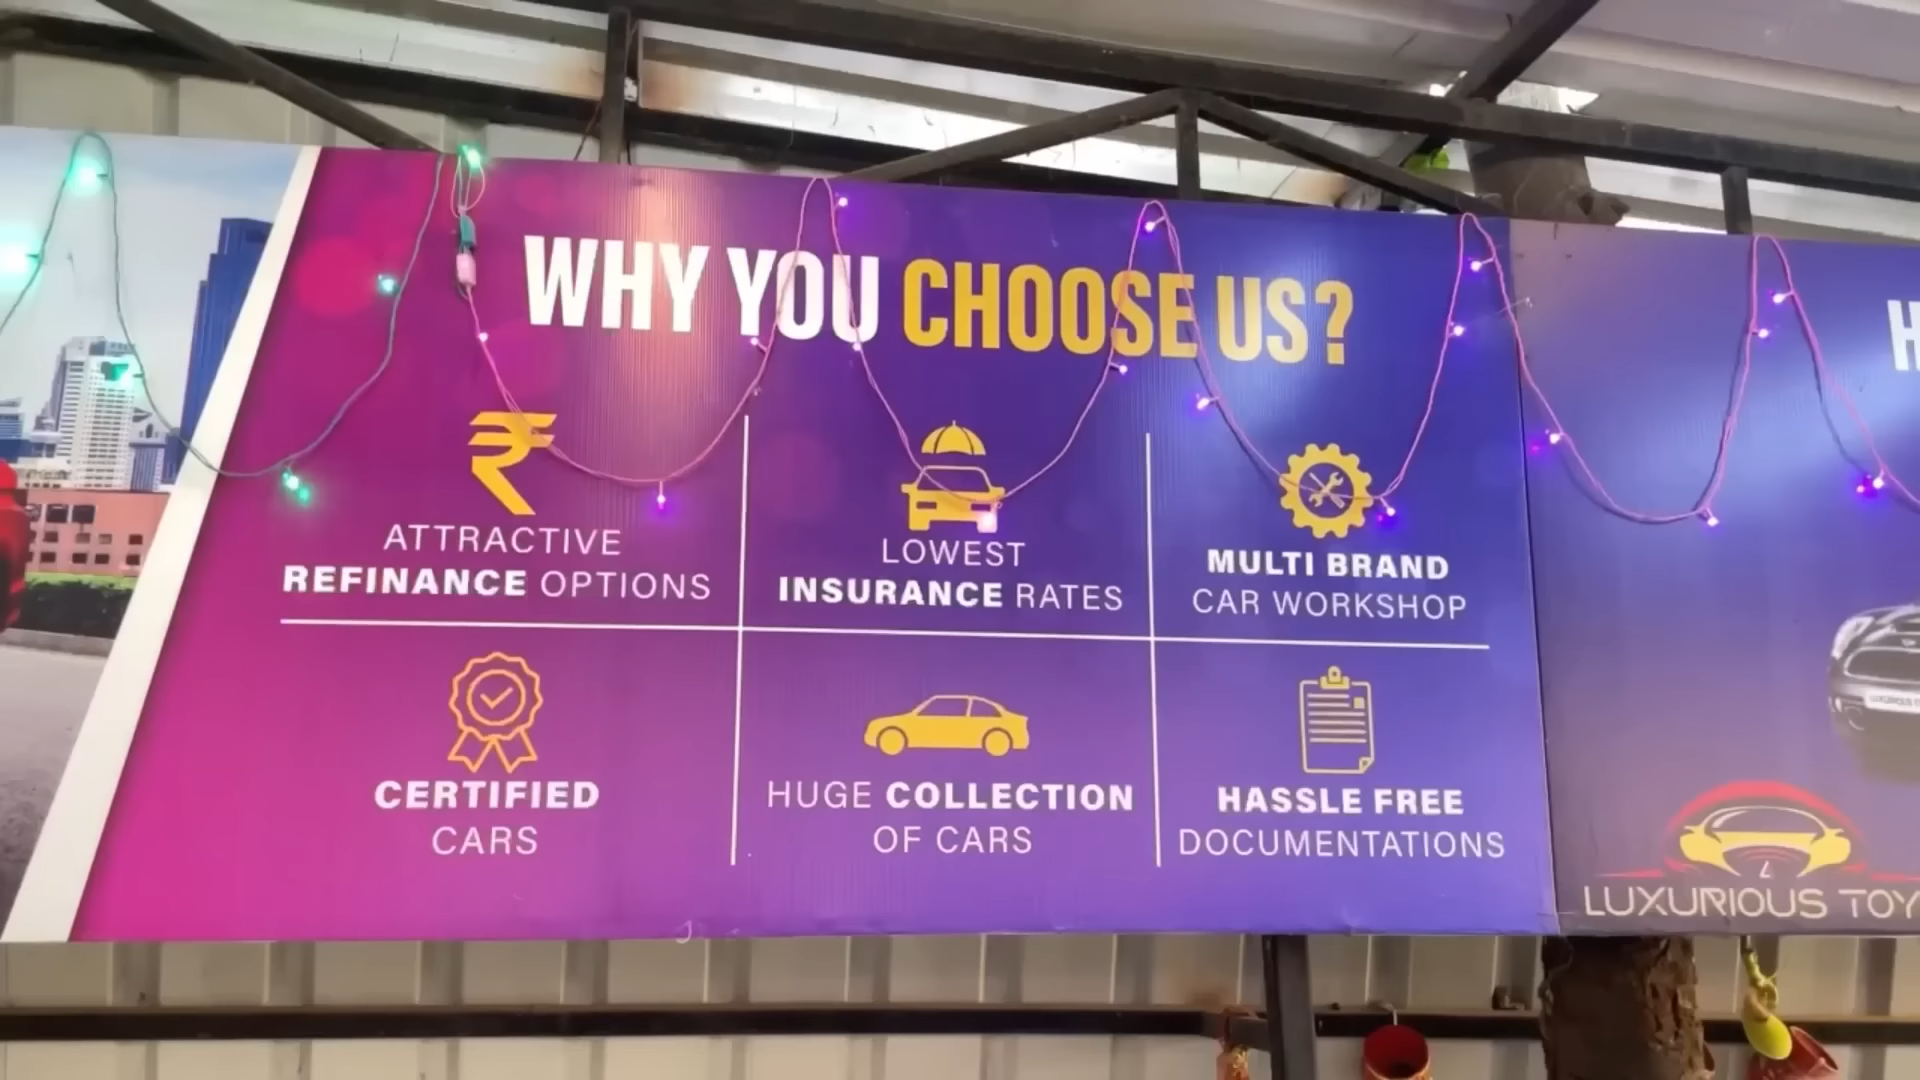 WHY YOU CHOOSE US?
ATTRACTIVE
REFINANCE OPTIONS
LOWEST
INSURANCE RATES
MULTI BRAND
CAR WORKSHOP
CERTIFIED
CARS
HUGE COLLECTION
OF CARS
HASSLE FREE
DOCUMENTATIONS
LUXURIOUS TOY